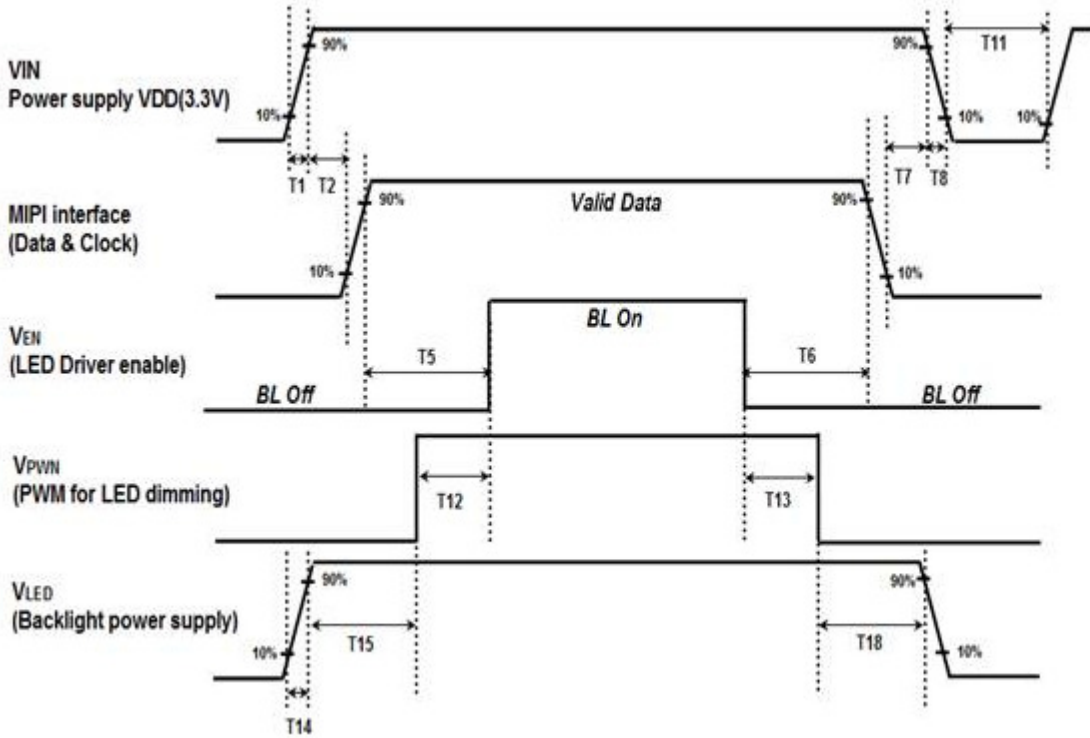 VIN
Power supply VDD(3.3V)
90%
10%
90%
T11
10%
10%
T1
T2
T7
T8
MIPI interface
(Data & Clock)
90%
Valid Data
90%
10%
10%
VEN
(LED Driver enable)
BL On
T5
T6
BL Off
BL Off
VPWN
(PWM for LED dimming)
T12
T13
VLED
(Backlight power supply)
90%
90%
T15
T18
10%
10%
T14